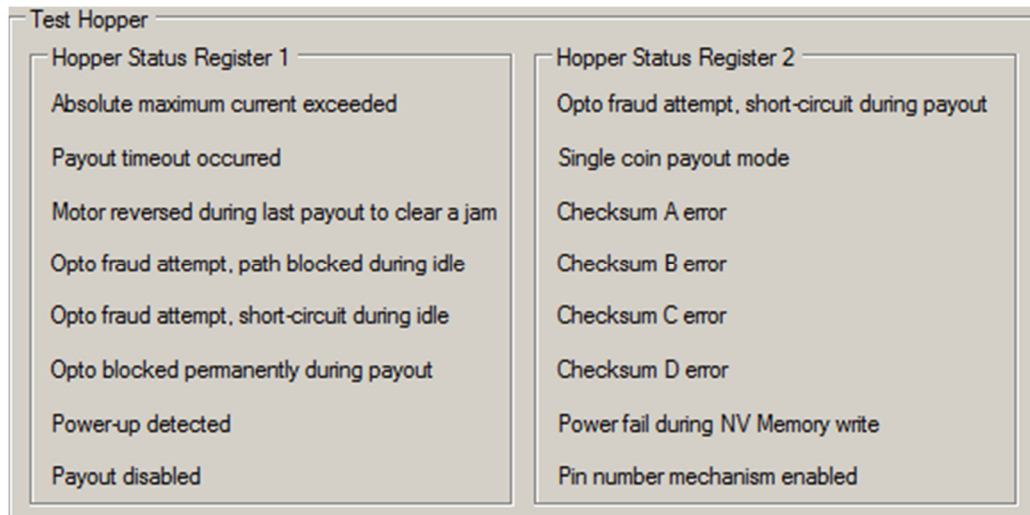 Test Hopper
Hopper Status Register 1
Absolute maximum current exceeded
Payout timeout occurred
Motor reversed during last payout to clear a jam
Opto fraud attempt, path blocked during idle
Opto fraud attempt, short-circuit during idle
Opto blocked permanently during payout
Power-up detected
Payout disabled
Hopper Status Register 2
Opto fraud attempt, short-circuit during payout
Single coin payout mode
Checksum A error
Checksum B error
Checksum C error
Checksum D error
Power fail during NV Memory write
Pin number mechanism enabled